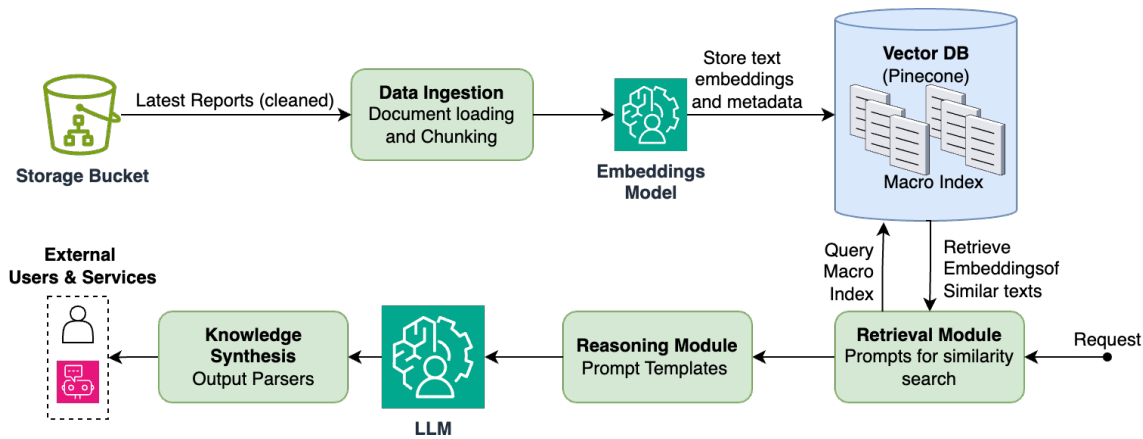 Storage Bucket
Latest Reports (cleaned)
Data Ingestion
Document loading
and Chunking
Embeddings
Model
Store text
embeddings
and metadata
Vector DB
(Pinecone)
Macro Index
Query
Macro
Index
Retrieve
Embeddingsof
Similar texts
Request
Retrieval Module
Prompts for similarity
search
Reasoning Module
Prompt Templates
LLM
Knowledge
Synthesis
Output Parsers
External
Users & Services